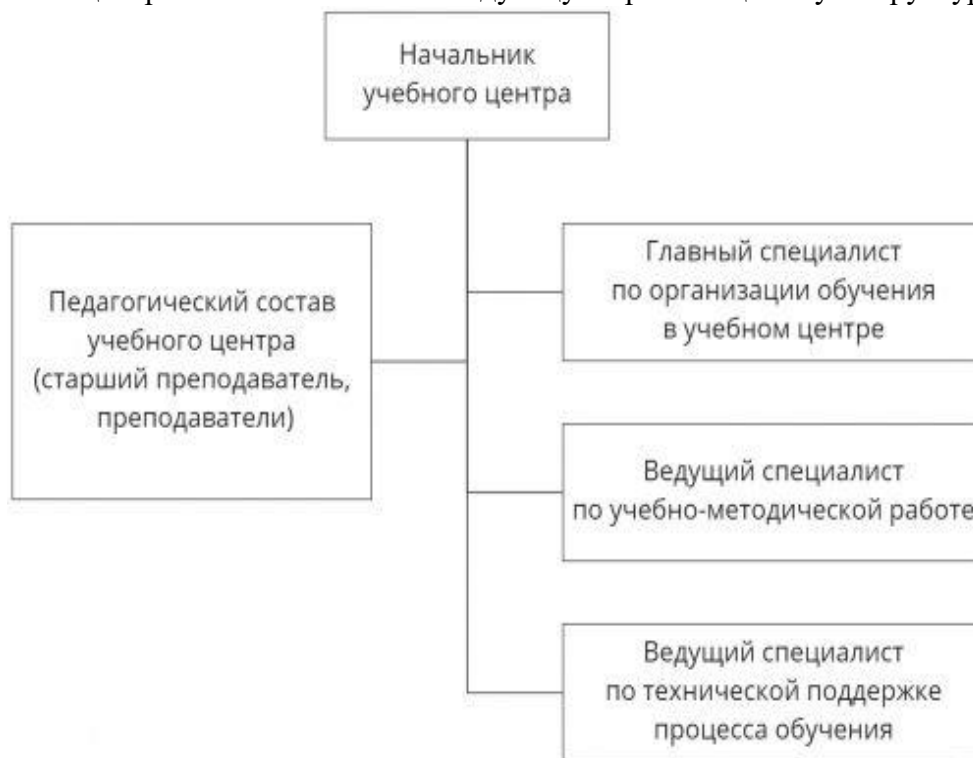 Начальник
учебного центра
Педагогический состав
учебного центра
(старший преподаватель,
преподаватели)
Главный специалист
по организации обучения
в учебном центре
Ведущий специалист
по учебно-методической работе
Ведущий специалист
по технической поддержке
процесса обучения